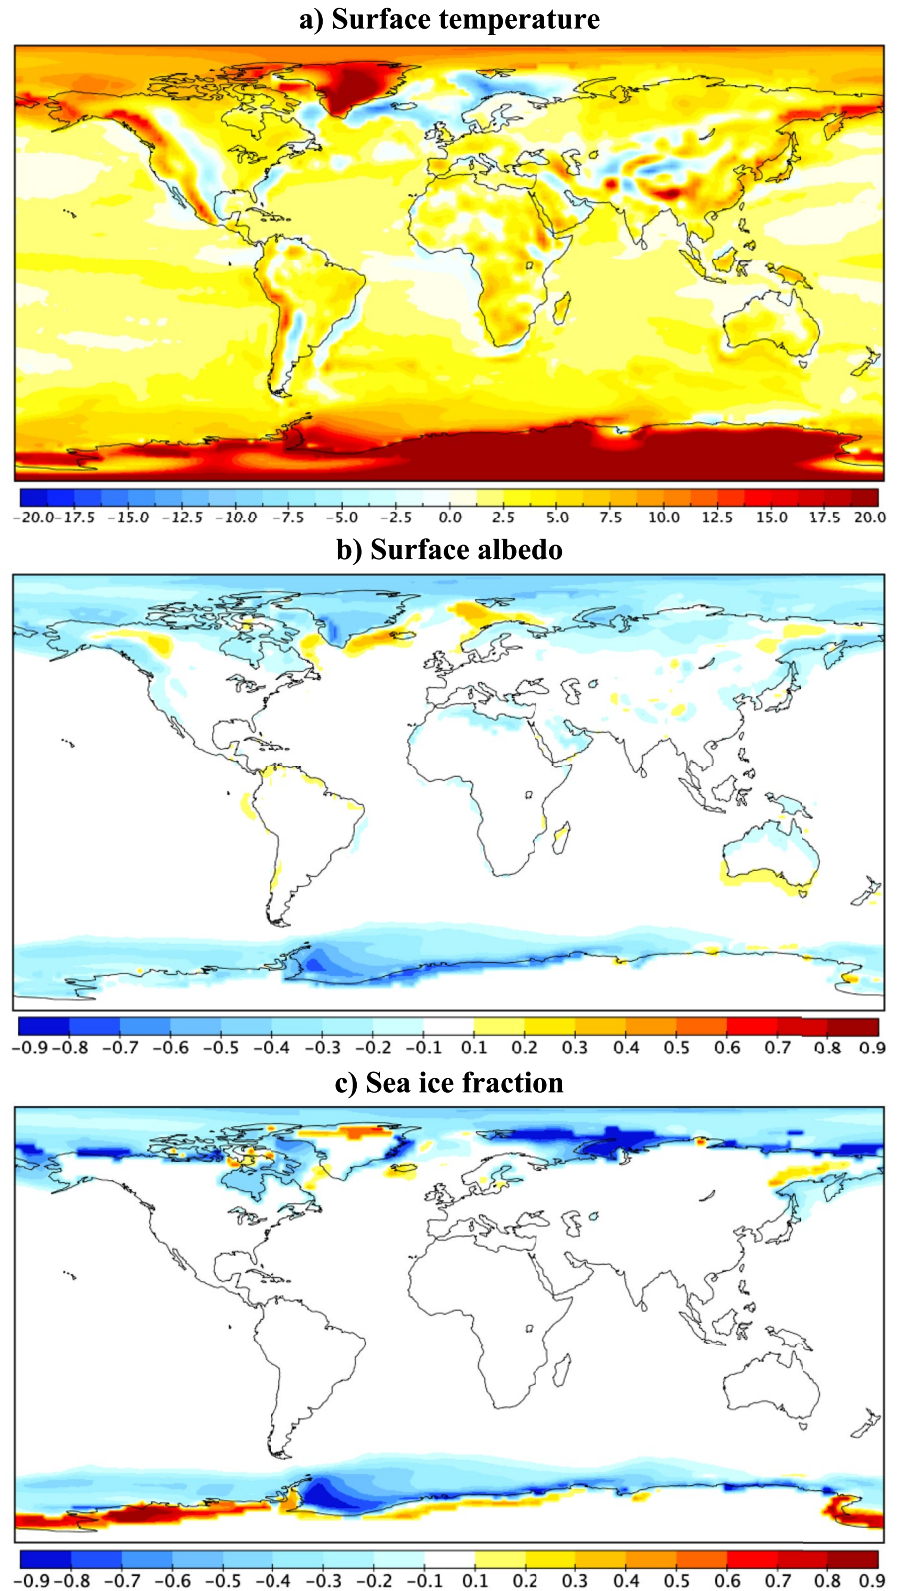 a) Surface temperature
−20.0 −17.5 −15.0 −12.5 −10.0 −7.5 −5.0 −2.5 0.0 2.5 5.0 7.5 10.0 12.5 15.0 17.5 20.0
b) Surface albedo
−0.9 −0.8 −0.7 −0.6 −0.5 −0.4 −0.3 −0.2 −0.1 0.1 0.2 0.3 0.4 0.5 0.6 0.7 0.8 0.9
c) Sea ice fraction
−0.9 −0.8 −0.7 −0.6 −0.5 −0.4 −0.3 −0.2 −0.1 0.1 0.2 0.3 0.4 0.5 0.6 0.7 0.8 0.9